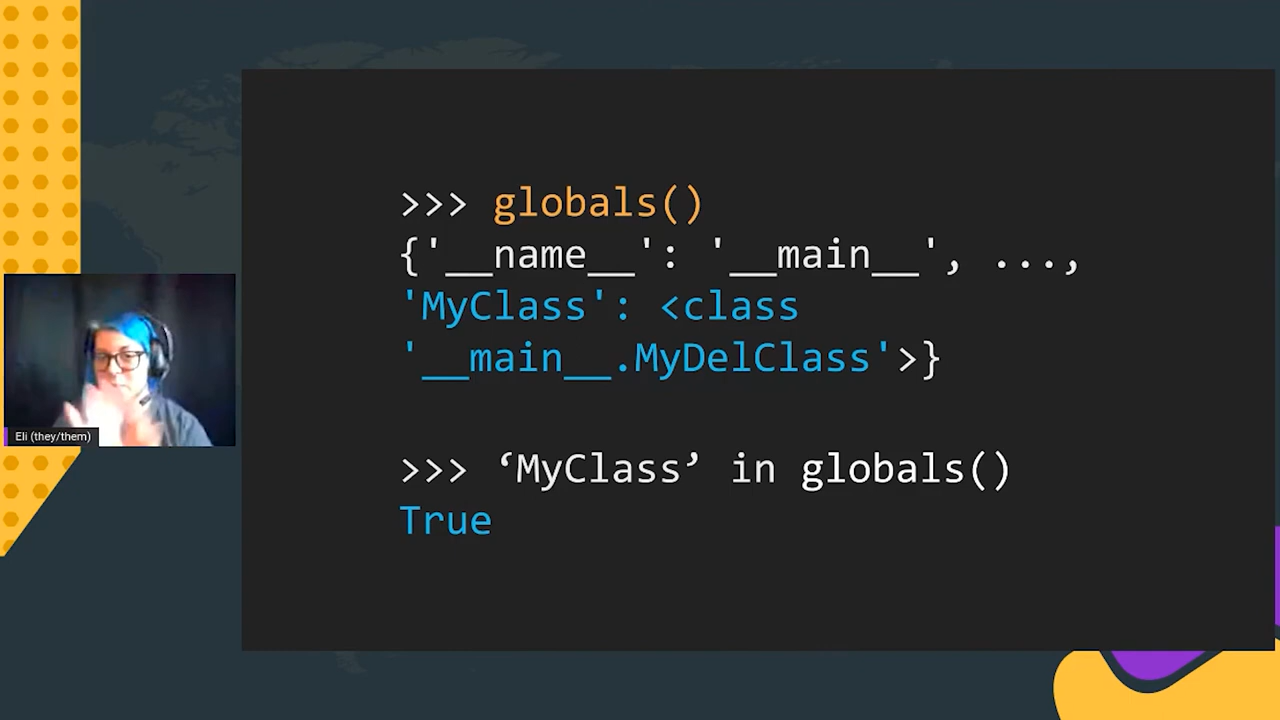 >>> globals()
{'__name__': '__main__', ...,
'MyClass': <class
'__main__.MyDelClass'>}
>>> ‘MyClass’ in globals()
True
Eli (they/them)